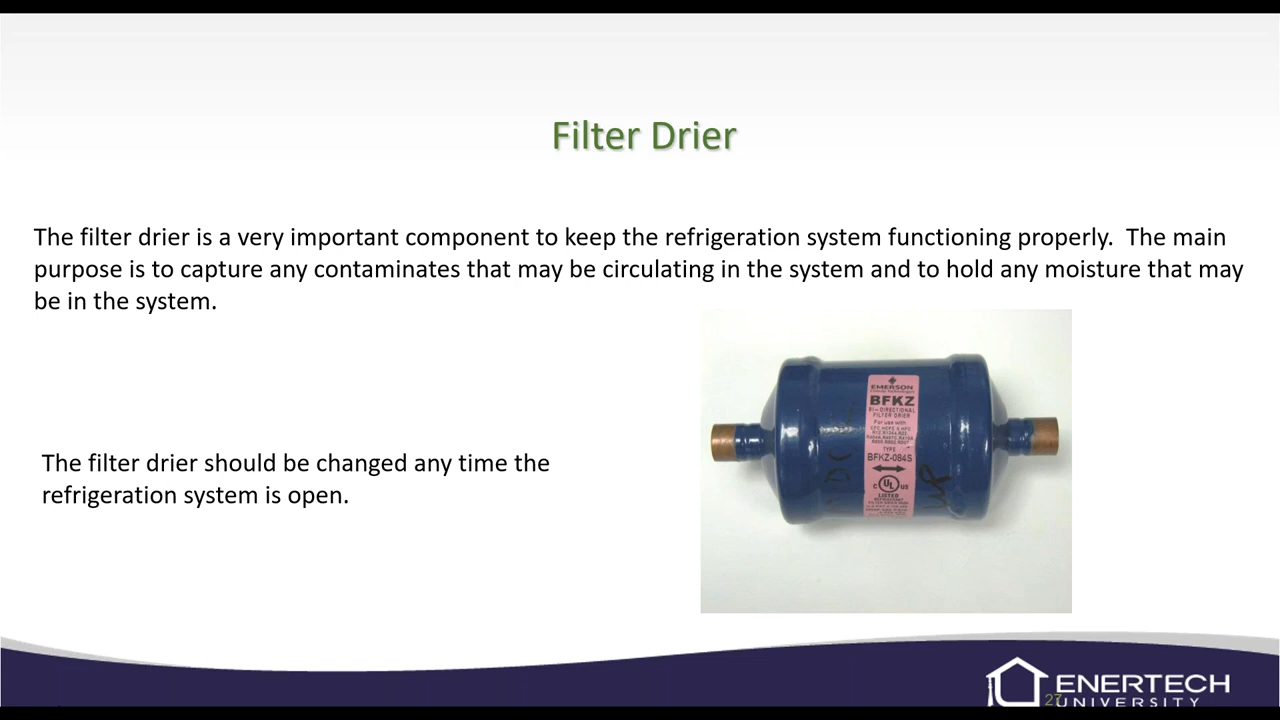 Filter Drier
The filter drier is a very important component to keep the refrigeration system functioning properly.  The main
purpose is to capture any contaminates that may be circulating in the system and to hold any moisture that may
be in the system.
The filter drier should be changed any time the
refrigeration system is open.
EMERSON
BFKZ
BI-DIRECTIONAL
FILTER DRIER
For use with
TYPE
BFKZ-084S
C UL US
LISTED
27
ENERTECH
UNIVERSITY